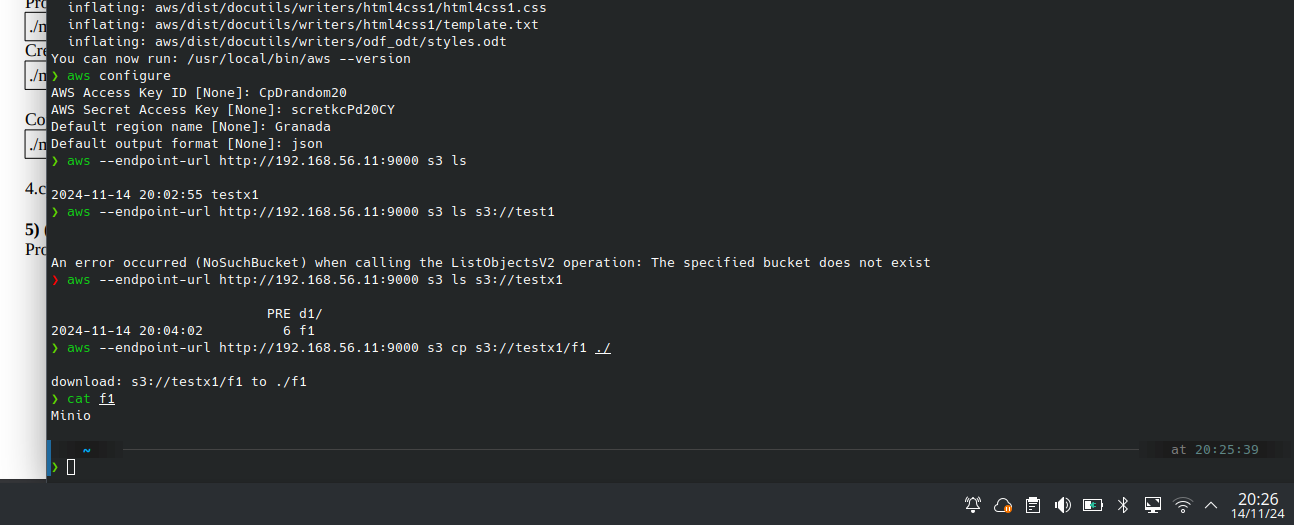 inflating: aws/dist/docutils/writers/html4css1/html4css1.css
inflating: aws/dist/docutils/writers/html4css1/template.txt
inflating: aws/dist/docutils/writers/odf_odt/styles.odt
You can now run: /usr/local/bin/aws --version
❯ aws configure
AWS Access Key ID [None]: CpDrandom20
AWS Secret Access Key [None]: scretkcPd20CY
Default region name [None]: Granada
Default output format [None]: json
❯ aws --endpoint-url http://192.168.56.11:9000 s3 ls
2024-11-14 20:02:55 testx1
❯ aws --endpoint-url http://192.168.56.11:9000 s3 ls s3://test1
An error occurred (NoSuchBucket) when calling the ListObjectsV2 operation: The specified bucket does not exist
❯ aws --endpoint-url http://192.168.56.11:9000 s3 ls s3://testx1
PRE d1/
2024-11-14 20:04:02 6 f1
❯ aws --endpoint-url http://192.168.56.11:9000 s3 cp s3://testx1/f1 ./
download: s3://testx1/f1 to ./f1
❯ cat f1
Minio
~ at 20:25:39
❯
4.c
5) (
20:26
14/11/24